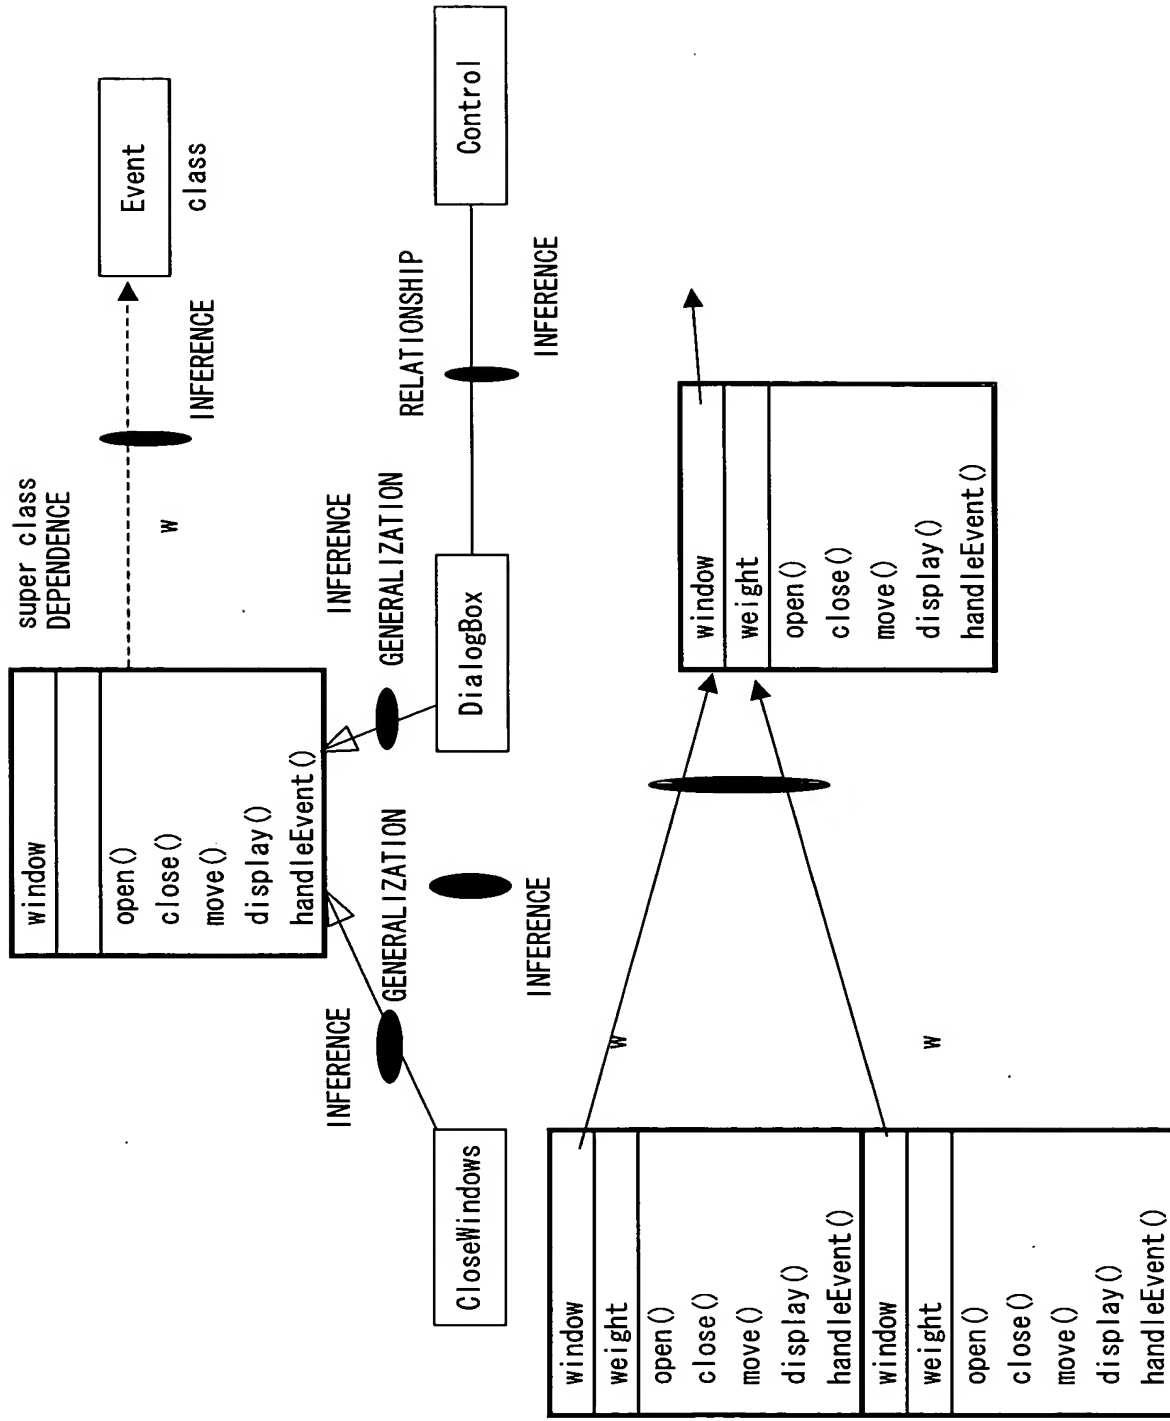 super class
DEPENDENCE
window
open()
close()
move()
display()
handleEvent()
w
INFERENCE
Event
class
INFERENCE
GENERALIZATION
INFERENCE
GENERALIZATION
RELATIONSHIP
INFERENCE
CloseWindows
INFERENCE
DialogBox
Control
window
weight
open()
close()
move()
display()
handleEvent()
w
window
weight
open()
close()
move()
display()
handleEvent()
w
window
weight
open()
close()
move()
display()
handleEvent()